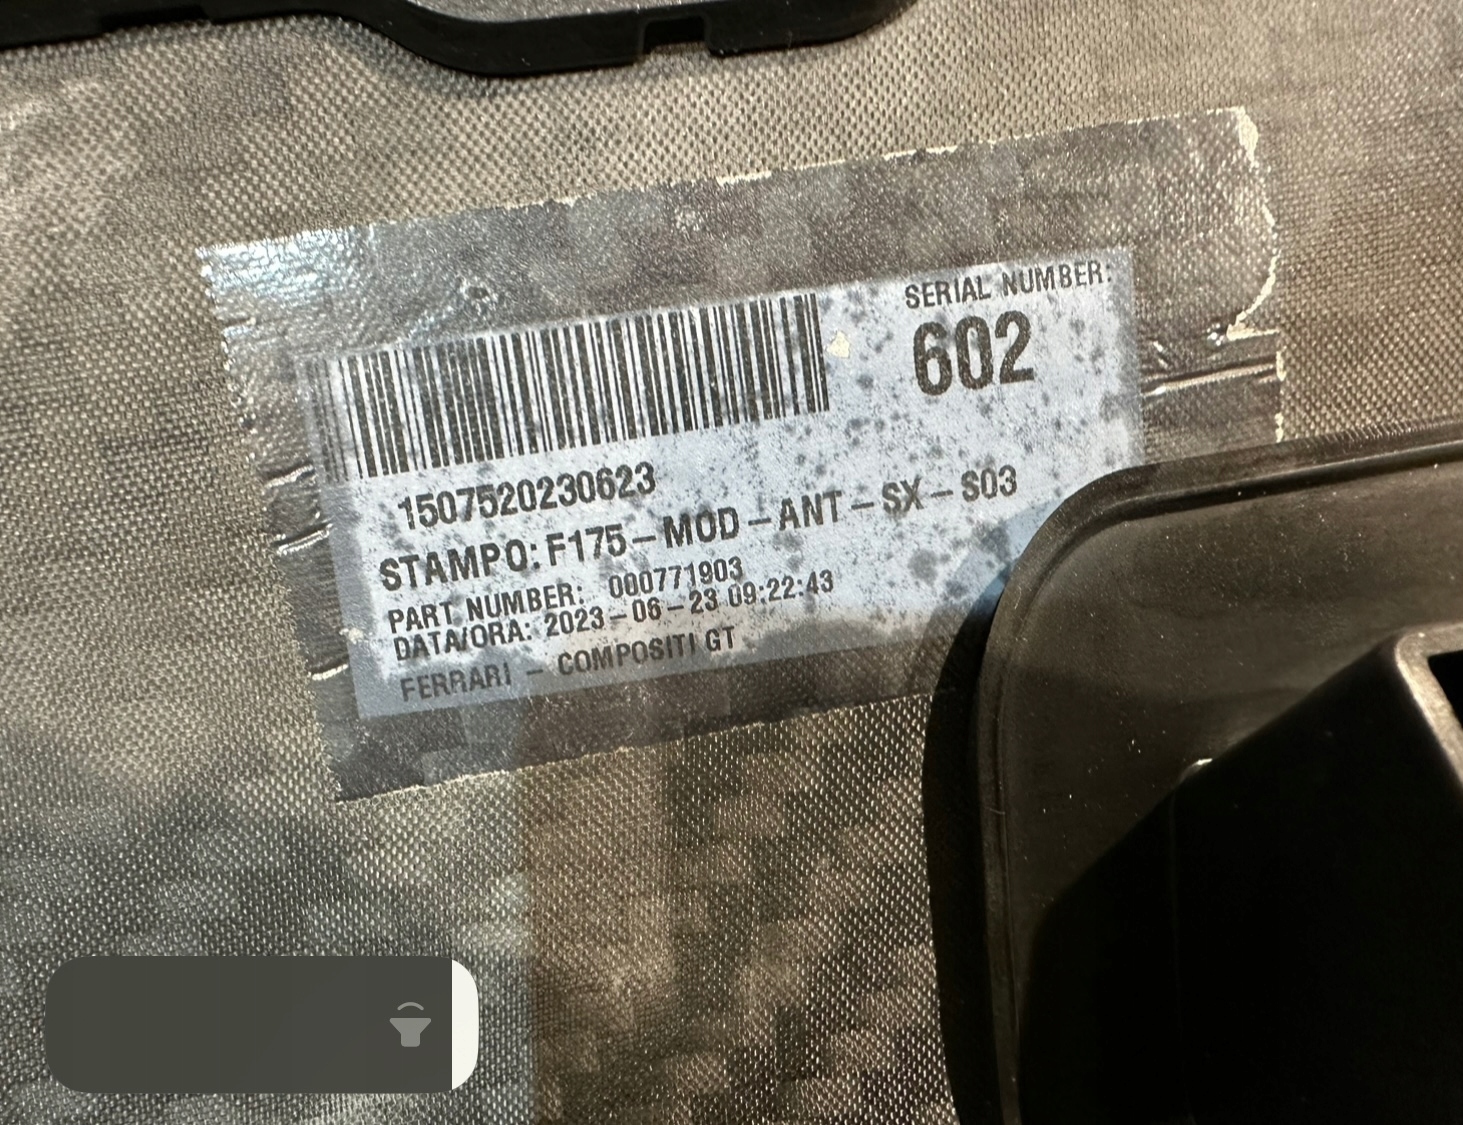 SERIAL NUMBER:
602
1507520230623
STAMPO: F175-MOD-ANT-SX-S03
PART NUMBER: 000771903
DATA/ORA: 2023-06-23 09:22:43
FERRARI - COMPOSITI GT